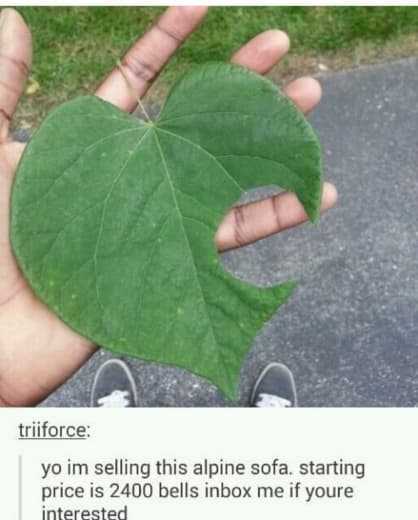 triiforce:
yo im selling this alpine sofa. starting
price is 2400 bells inbox me if youre
interested